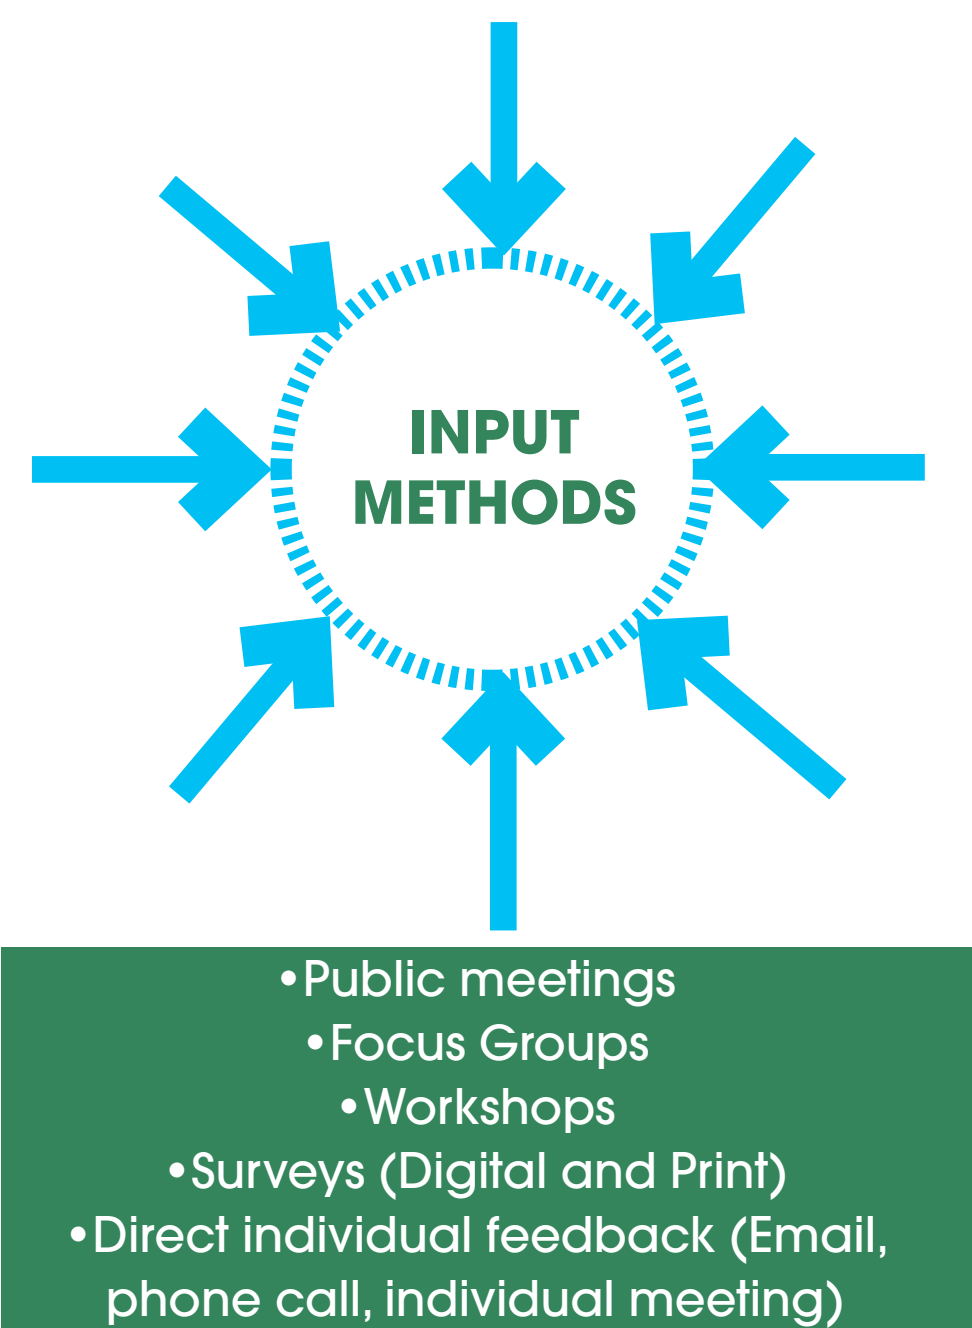 INPUT
METHODS
•Public meetings
•Focus Groups
•Workshops
•Surveys (Digital and Print)
•Direct individual feedback (Email,
phone call, individual meeting)